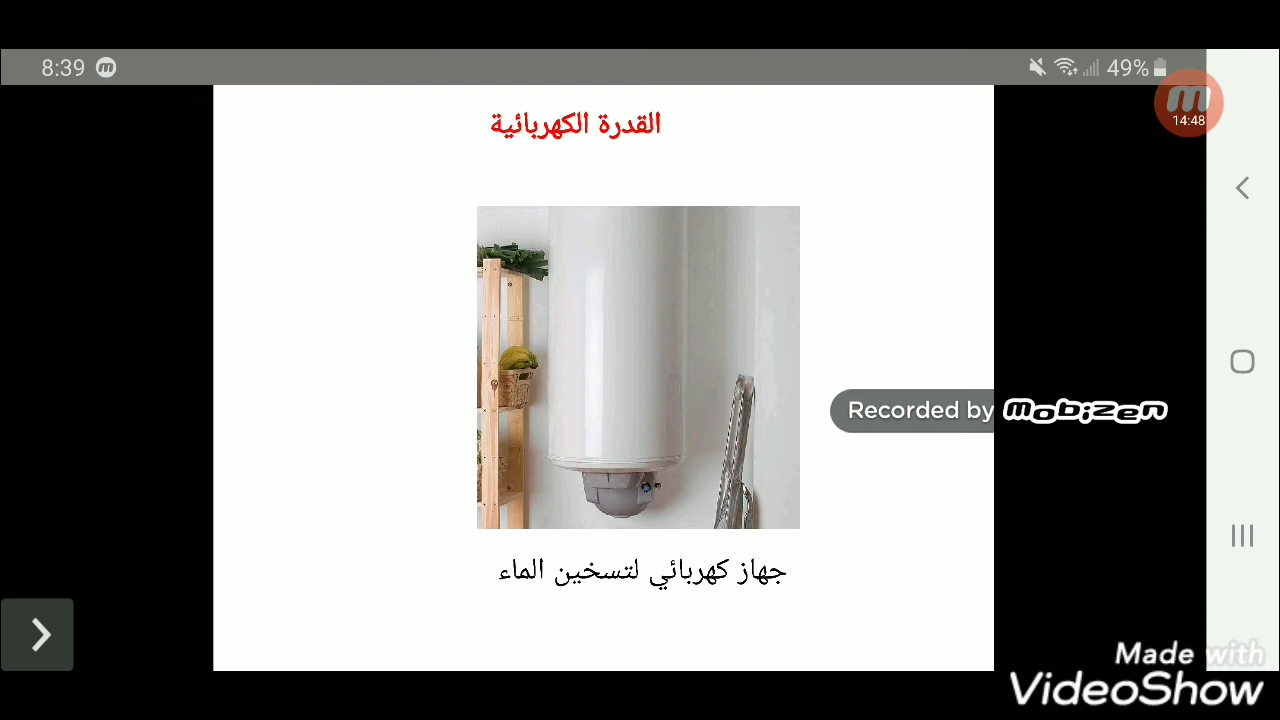 8:39
49%
14:48
القدرة الكهربائية
Recorded by mobizen
جهاز كهربائي لتسخين الماء
Made with
VideoShow